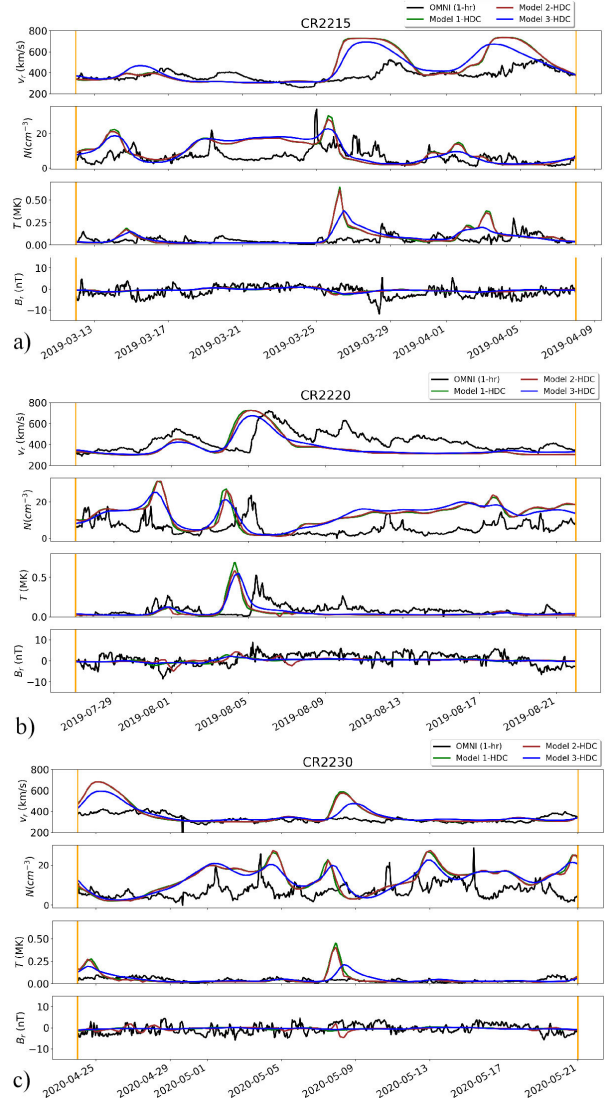 CR2215
OMNI (1-hr) Model 2-HDC
Model 1-HDC Model 3-HDC
800
600
400
200
v_r (km/s)
20
0
N(cm⁻³)
0.50
0.25
0.00
T (MK)
10
0
−10
B_r (nT)
2019-03-13 2019-03-17 2019-03-21 2019-03-25 2019-03-29 2019-04-01 2019-04-05 2019-04-09
a)
CR2220
OMNI (1-hr) Model 2-HDC
Model 1-HDC Model 3-HDC
800
600
400
200
v_r (km/s)
20
0
N(cm⁻³)
0.5
0.0
T (MK)
10
0
−10
B_r (nT)
2019-07-29 2019-08-01 2019-08-05 2019-08-09 2019-08-13 2019-08-17 2019-08-21
b)
CR2230
OMNI (1-hr) Model 2-HDC
Model 1-HDC Model 3-HDC
800
600
400
200
v_r (km/s)
20
0
N(cm⁻³)
0.50
0.25
0.00
T (MK)
10
0
−10
B_r (nT)
2020-04-25 2020-04-29 2020-05-01 2020-05-05 2020-05-09 2020-05-13 2020-05-17 2020-05-21
c)